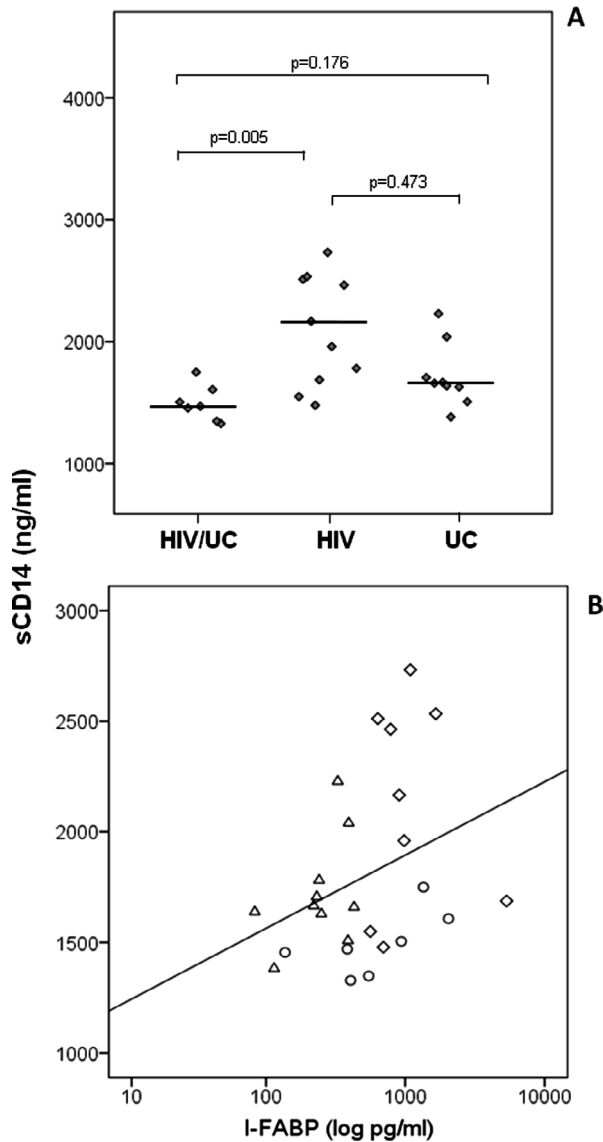 A
p=0.176
4000
p=0.005
p=0.473
3000
2000
1000
HIV/UC HIV UC
sCD14 (ng/ml)
B
3000
2500
2000
1500
1000
10 100 1000 10000
I-FABP (log pg/ml)